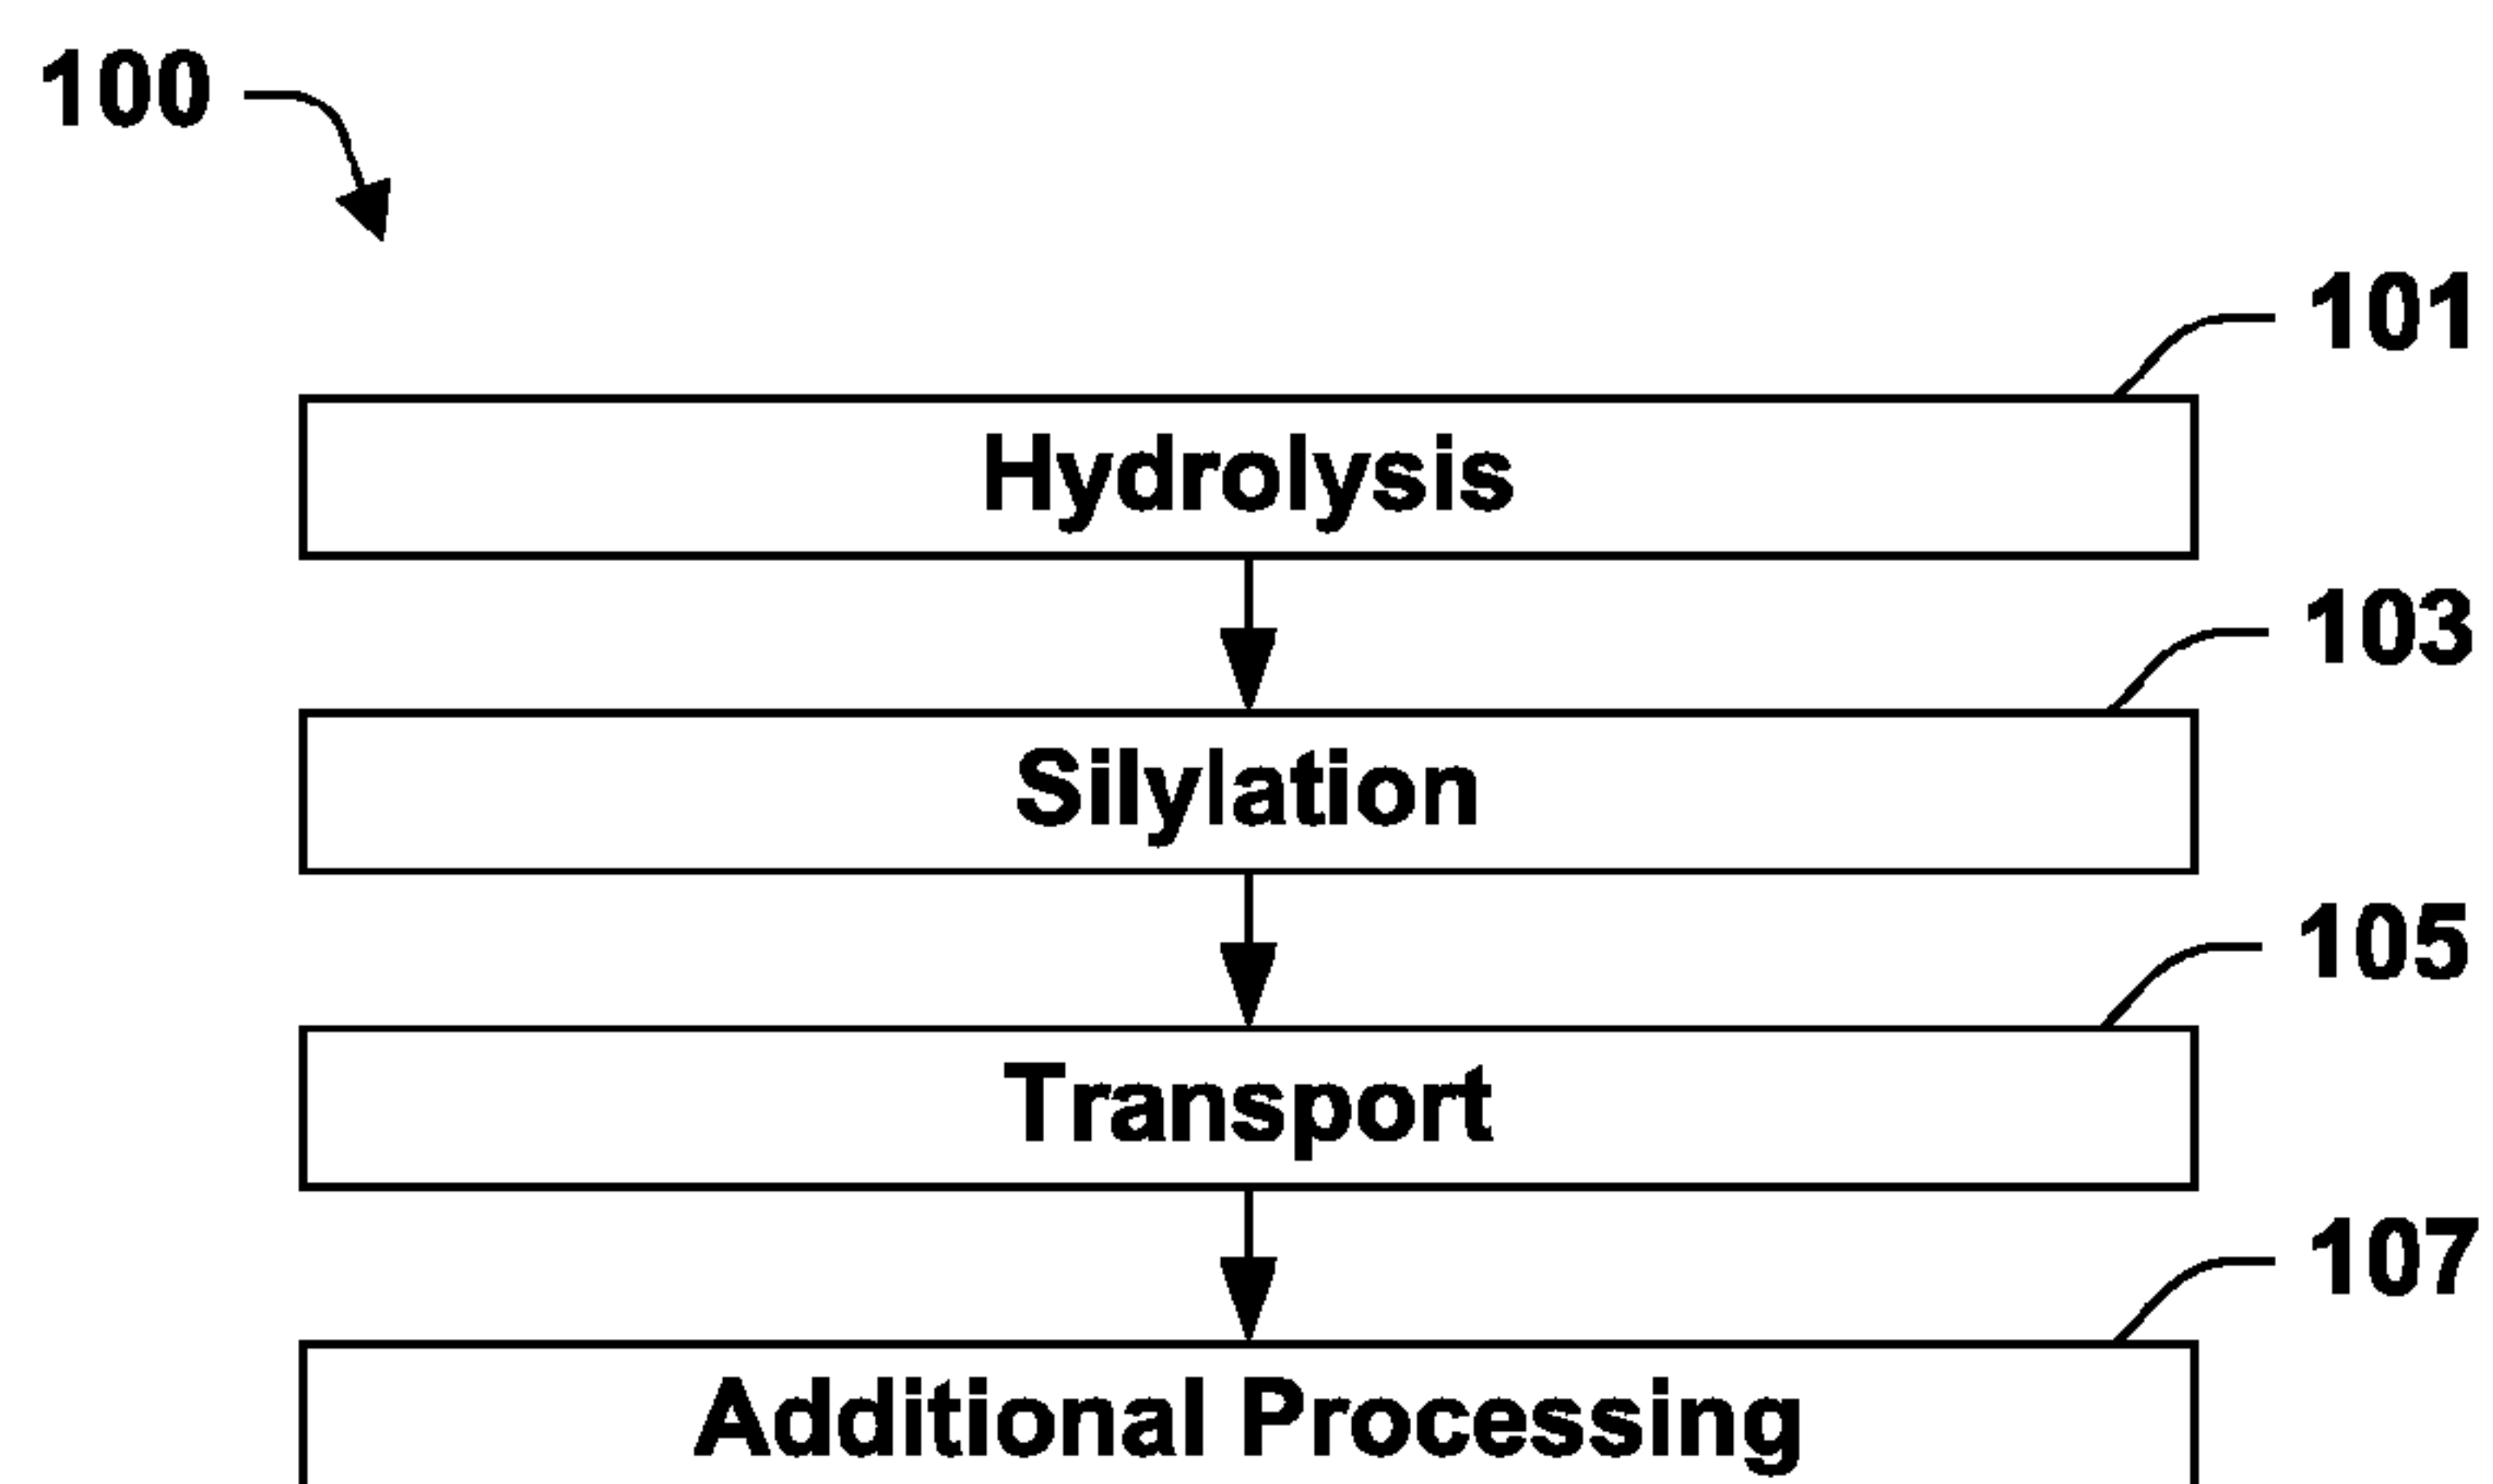 100
101
Hydrolysis
103
Silylation
105
Transport
107
Additional Processing